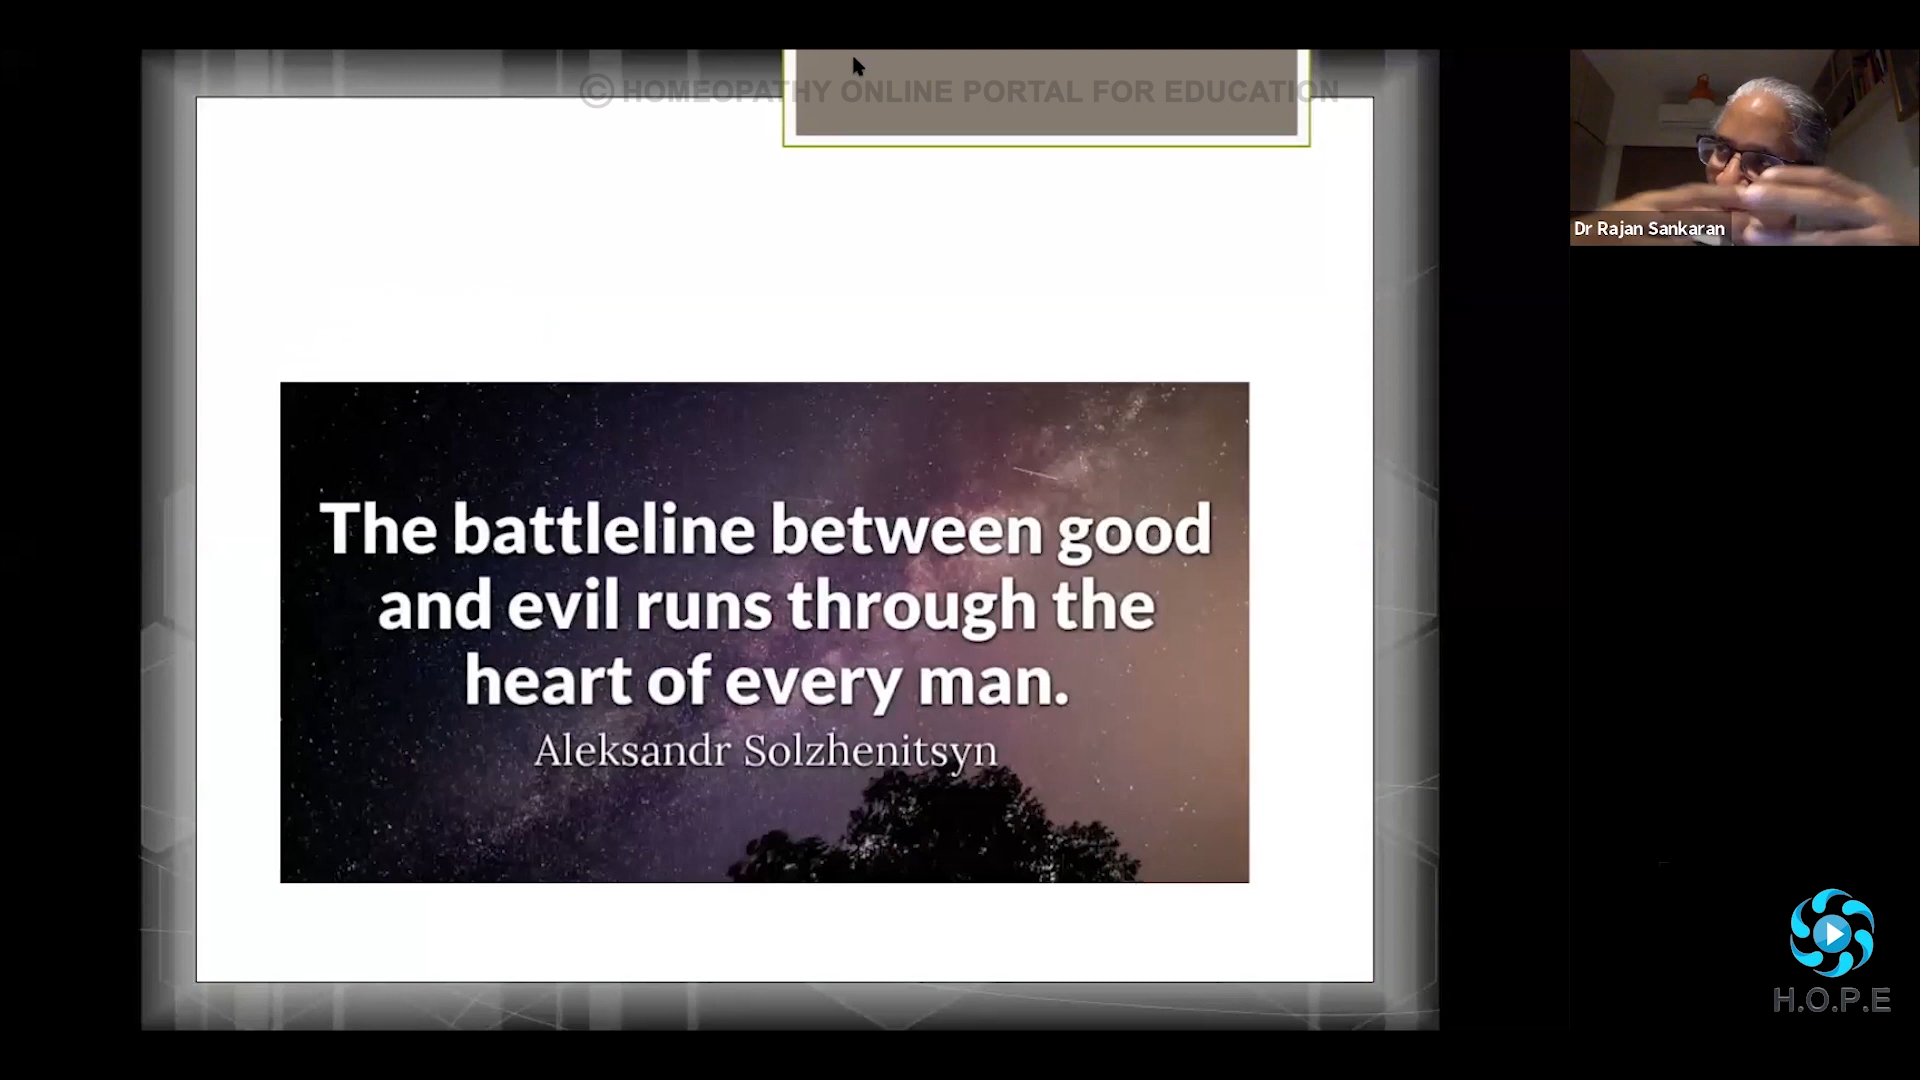 © HOMEOPATHY ONLINE PORTAL FOR EDUCATION
Dr Rajan Sankaran
The battleline between good
and evil runs through the
heart of every man.
Aleksandr Solzhenitsyn
H.O.P.E